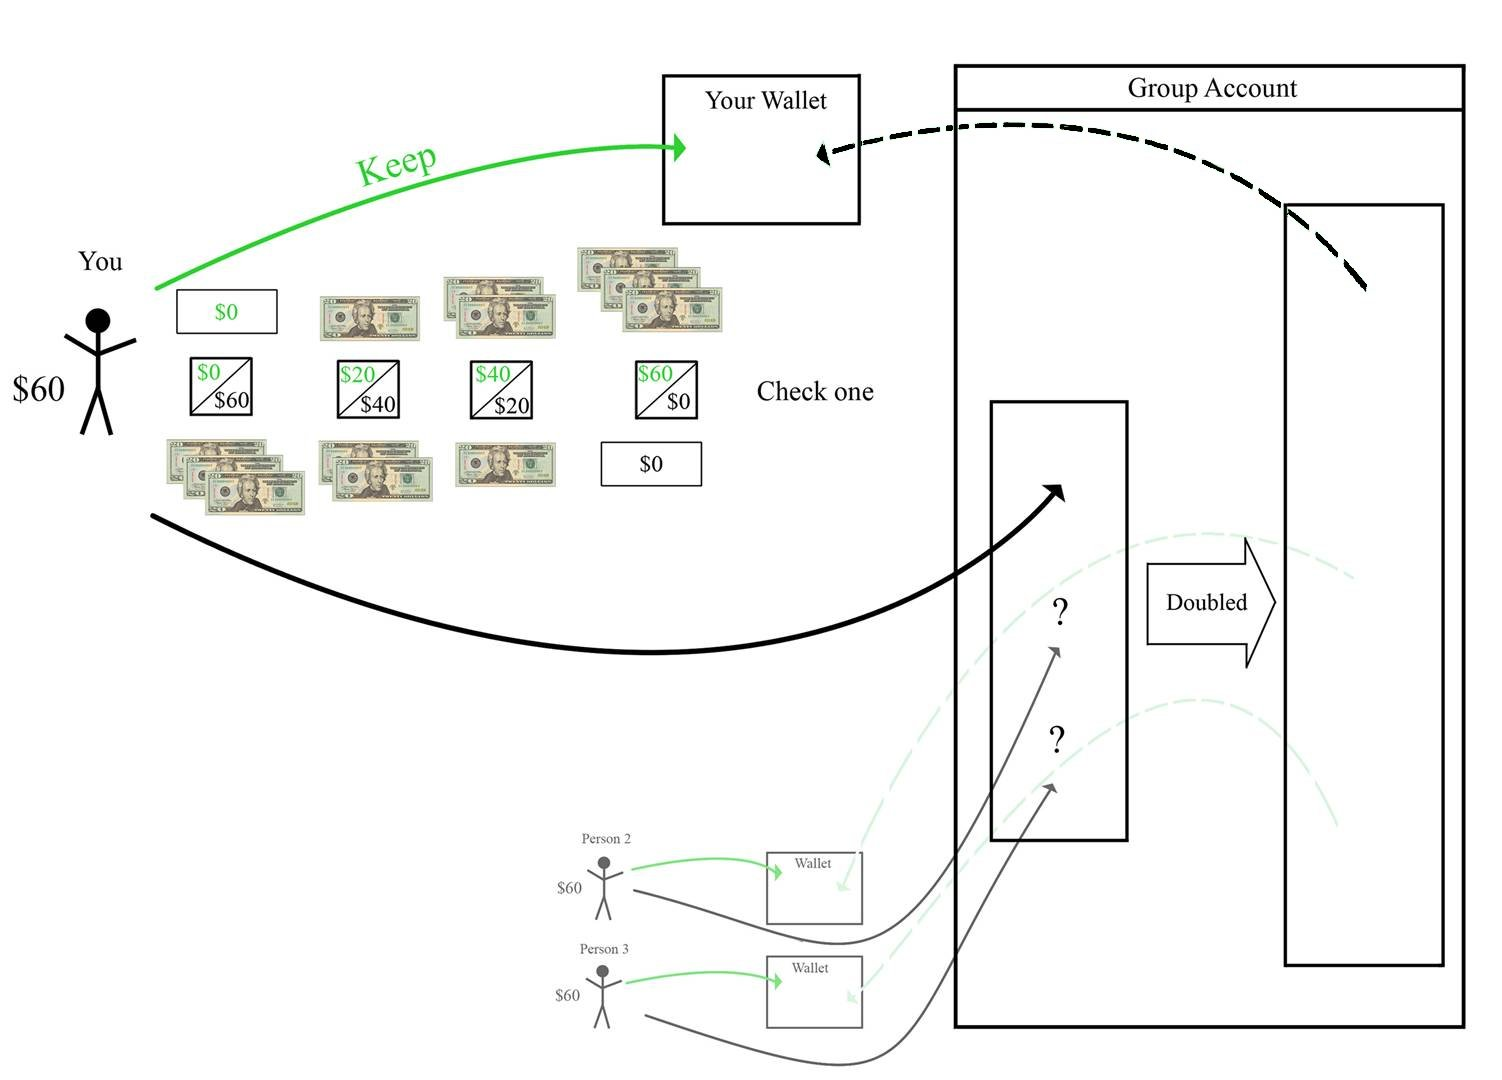 Group Account
Your Wallet
Keep
You
$0
$60
$0
$60
$20
$40
$40
$20
$60
$0
Check one
$0
?
Doubled
?
Person 2
$60
Wallet
Person 3
$60
Wallet